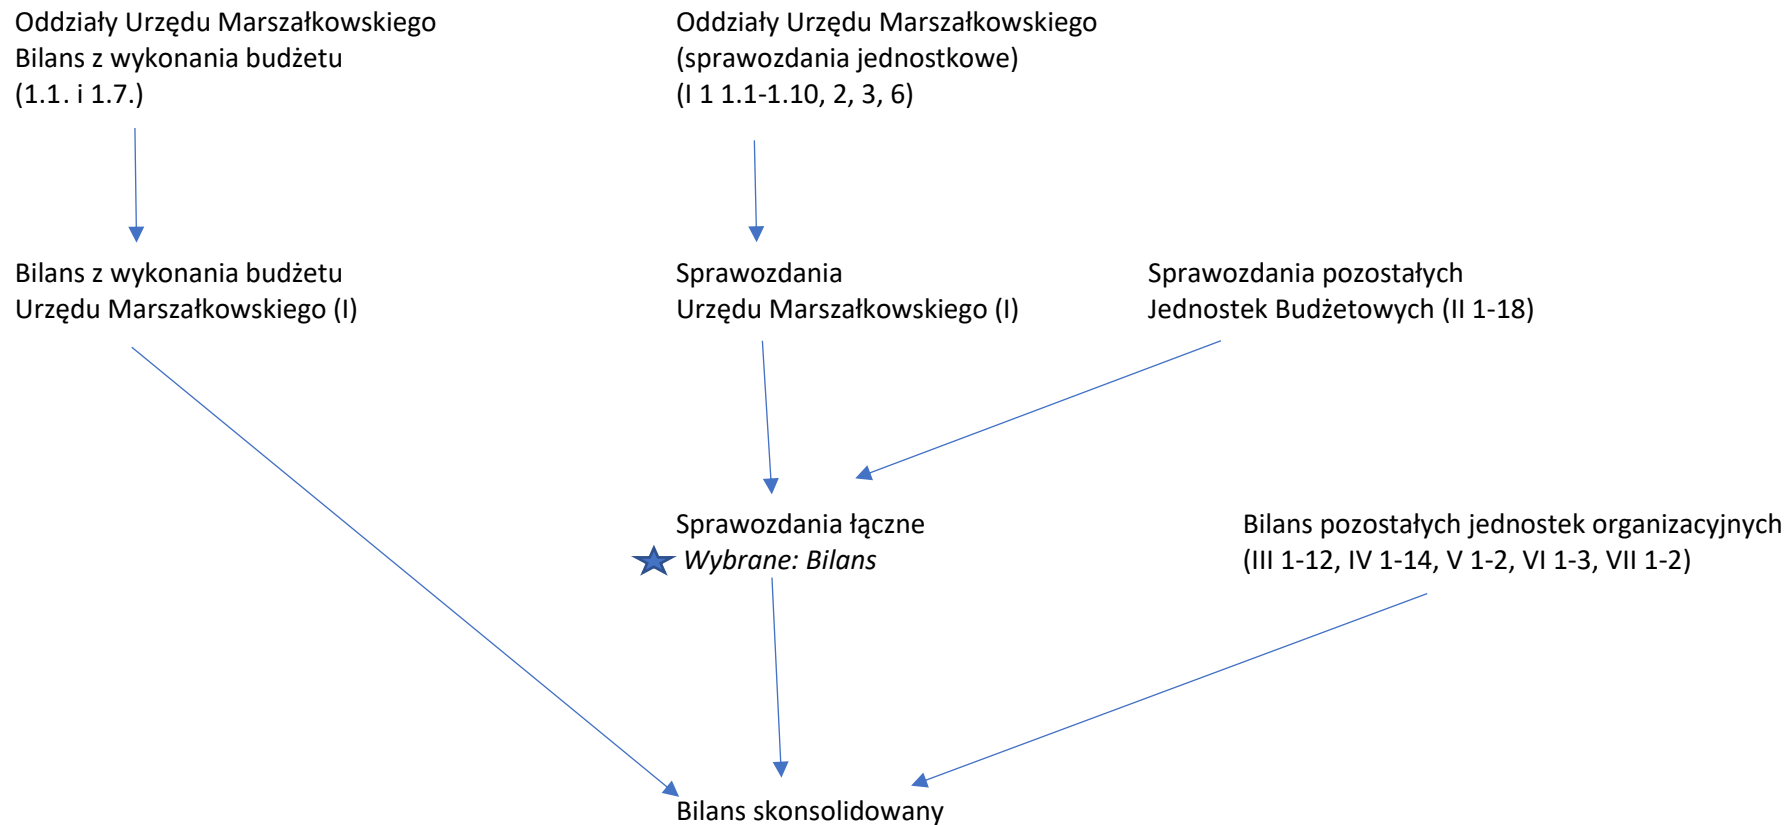 Oddziały Urzędu Marszałkowskiego
Bilans z wykonania budżetu
(1.1. i 1.7.)
Oddziały Urzędu Marszałkowskiego
(sprawozdania jednostkowe)
(I 1 1.1-1.10, 2, 3, 6)
Bilans z wykonania budżetu
Urzędu Marszałkowskiego (I)
Sprawozdania
Urzędu Marszałkowskiego (I)
Sprawozdania pozostałych
Jednostek Budżetowych (II 1-18)
Sprawozdania łączne
Wybrane: Bilans
Bilans pozostałych jednostek organizacyjnych
(III 1-12, IV 1-14, V 1-2, VI 1-3, VII 1-2)
Bilans skonsolidowany